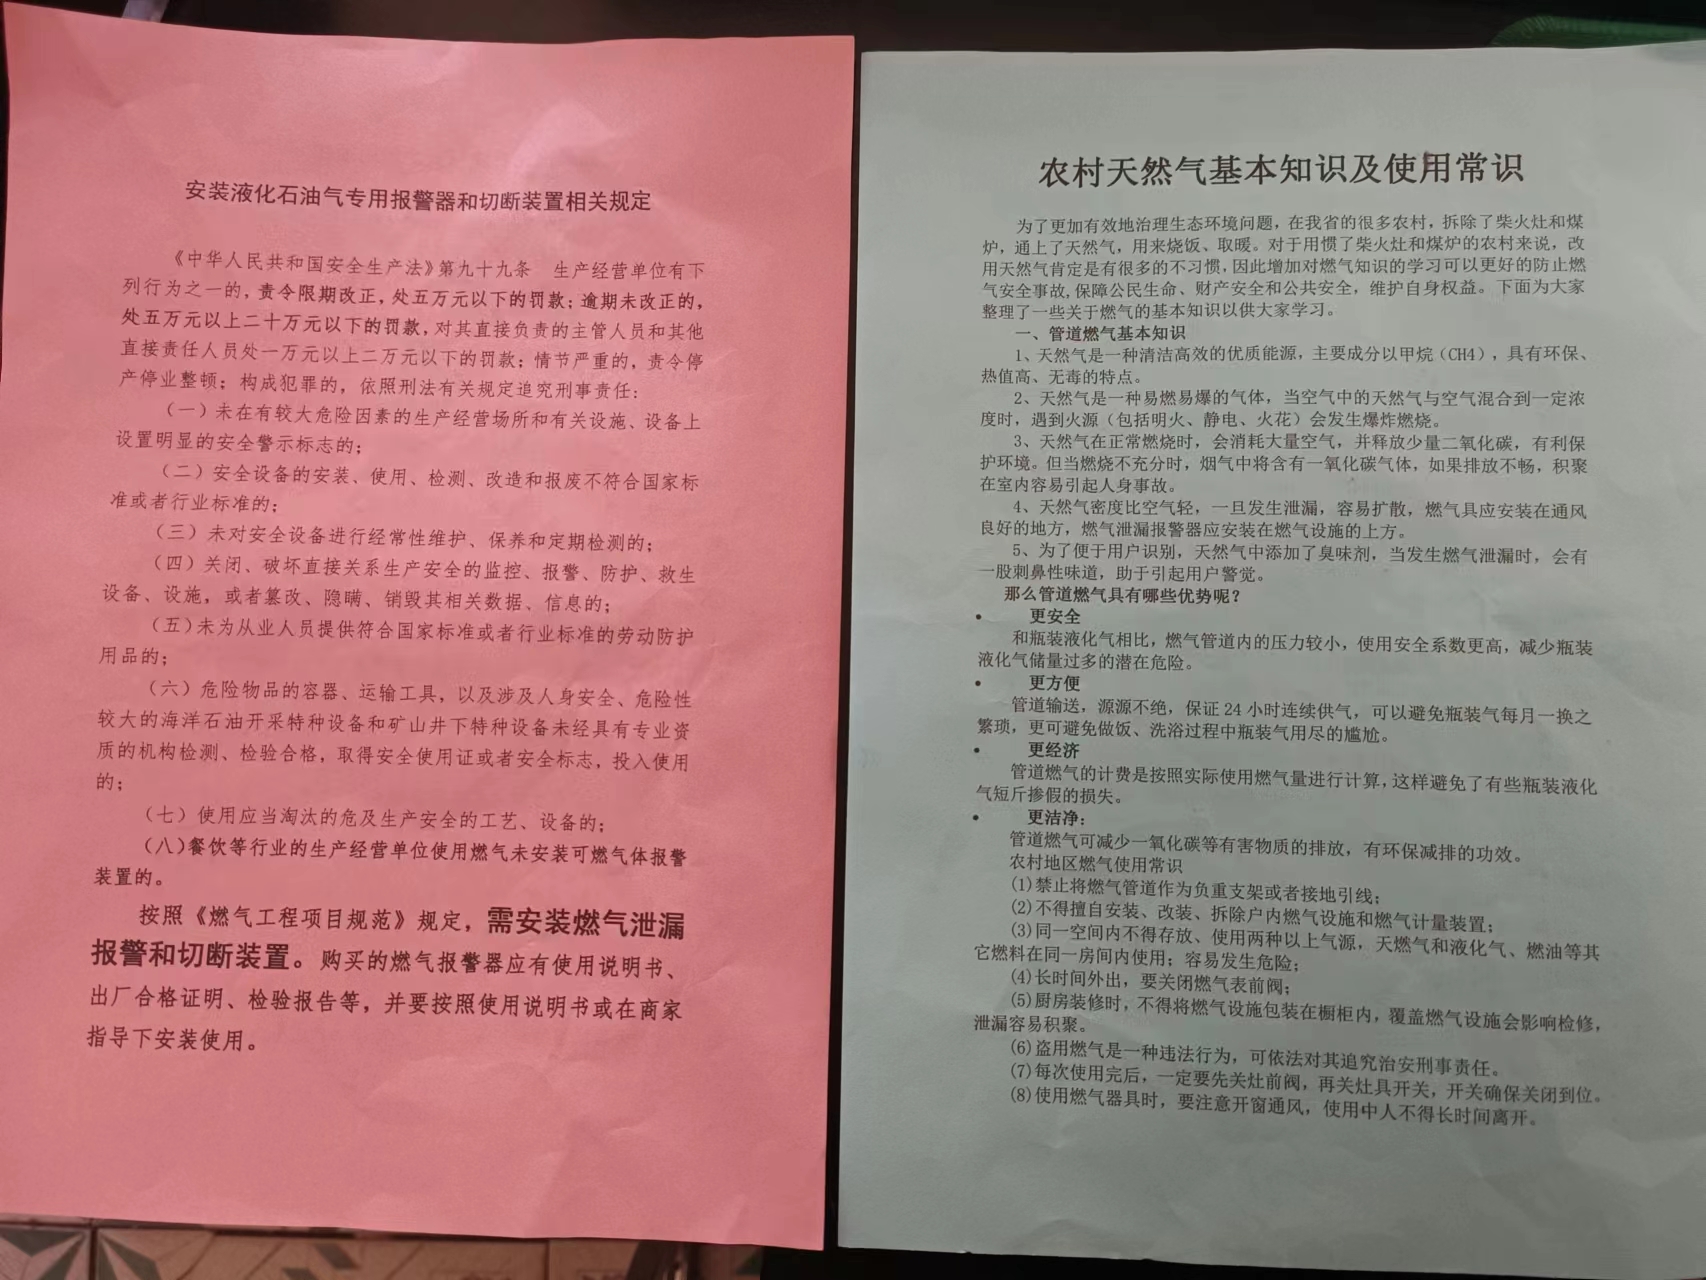 安装液化石油气专用报警器和切断装置相关规定
《中华人民共和国安全生产法》第九十九条 生产经营单位有下
列行为之一的，责令限期改正，处五万元以下的罚款；逾期未改正的，
处五万元以上二十万元以下的罚款，对其直接负责的主管人员和其他
直接责任人员处一万元以上二万元以下的罚款；情节严重的，责令停
产停业整顿；构成犯罪的，依照刑法有关规定追究刑事责任：
（一）未在有较大危险因素的生产经营场所和有关设施、设备上
设置明显的安全警示标志的；
（二）安全设备的安装、使用、检测、改造和报废不符合国家标
准或者行业标准的；
（三）未对安全设备进行经常性维护、保养和定期检测的；
（四）关闭、破坏直接关系生产安全的监控、报警、防护、救生
设备、设施，或者篡改、隐瞒、销毁其相关数据、信息的；
（五）未为从业人员提供符合国家标准或者行业标准的劳动防护
用品的；
（六）危险物品的容器、运输工具，以及涉及人身安全、危险性
较大的海洋石油开采特种设备和矿山井下特种设备未经具有专业资
质的机构检测、检验合格，取得安全使用证或者安全标志，投入使用
的；
（七）使用应当淘汰的危及生产安全的工艺、设备的；
（八）餐饮等行业的生产经营单位使用燃气未安装可燃气体报警
装置的。
按照《燃气工程项目规范》规定，需安装燃气泄漏
报警和切断装置。购买的燃气报警器应有使用说明书、
出厂合格证明、检验报告等，并要按照使用说明书或在商家
指导下安装使用。
农村天然气基本知识及使用常识
为了更加有效地治理生态环境问题，在我省的很多农村，拆除了柴火灶和煤
炉，通上了天然气，用来烧饭、取暖。对于用惯了柴火灶和煤炉的农村来说，改
用天然气肯定是有很多的不习惯，因此增加对燃气知识的学习可以更好的防止燃
气安全事故，保障公民生命、财产安全和公共安全，维护自身权益。下面为大家
整理了一些关于燃气的基本知识以供大家学习。
一、管道燃气基本知识
1、天然气是一种清洁高效的优质能源，主要成分以甲烷（CH4），具有环保、
热值高、无毒的特点。
2、天然气是一种易燃易爆的气体，当空气中的天然气与空气混合到一定浓
度时，遇到火源（包括明火、静电、火花）会发生爆炸燃烧。
3、天然气在正常燃烧时，会消耗大量空气，并释放少量二氧化碳，有利保
护环境。但当燃烧不充分时，烟气中将含有一氧化碳气体，如果排放不畅，积聚
在室内容易引起人身事故。
4、天然气密度比空气轻，一旦发生泄漏，容易扩散，燃气具应安装在通风
良好的地方，燃气泄漏报警器应安装在燃气设施的上方。
5、为了便于用户识别，天然气中添加了臭味剂，当发生燃气泄漏时，会有
一股刺鼻性味道，助于引起用户警觉。
那么管道燃气具有哪些优势呢？
• 更安全
和瓶装液化气相比，燃气管道内的压力较小，使用安全系数更高，减少瓶装
液化气储量过多的潜在危险。
• 更方便
管道输送，源源不绝，保证24小时连续供气，可以避免瓶装气每月一换之
繁琐，更可避免做饭、洗浴过程中瓶装气用尽的尴尬。
• 更经济
管道燃气的计费是按照实际使用燃气量进行计算，这样避免了有些瓶装液化
气短斤掺假的损失。
• 更洁净：
管道燃气可减少一氧化碳等有害物质的排放，有环保减排的功效。
农村地区燃气使用常识
(1)禁止将燃气管道作为负重支架或者接地引线；
(2)不得擅自安装、改装、拆除户内燃气设施和燃气计量装置；
(3)同一空间内不得存放、使用两种以上气源，天燃气和液化气、燃油等其
它燃料在同一房间内使用；容易发生危险；
(4)长时间外出，要关闭燃气表前阀；
(5)厨房装修时，不得将燃气设施包装在橱柜内，覆盖燃气设施会影响检修，
泄漏容易积聚。
(6)盗用燃气是一种违法行为，可依法对其追究治安刑事责任。
(7)每次使用完后，一定要先关灶前阀，再关灶具开关，开关确保关闭到位。
(8)使用燃气器具时，要注意开窗通风，使用中人不得长时间离开。